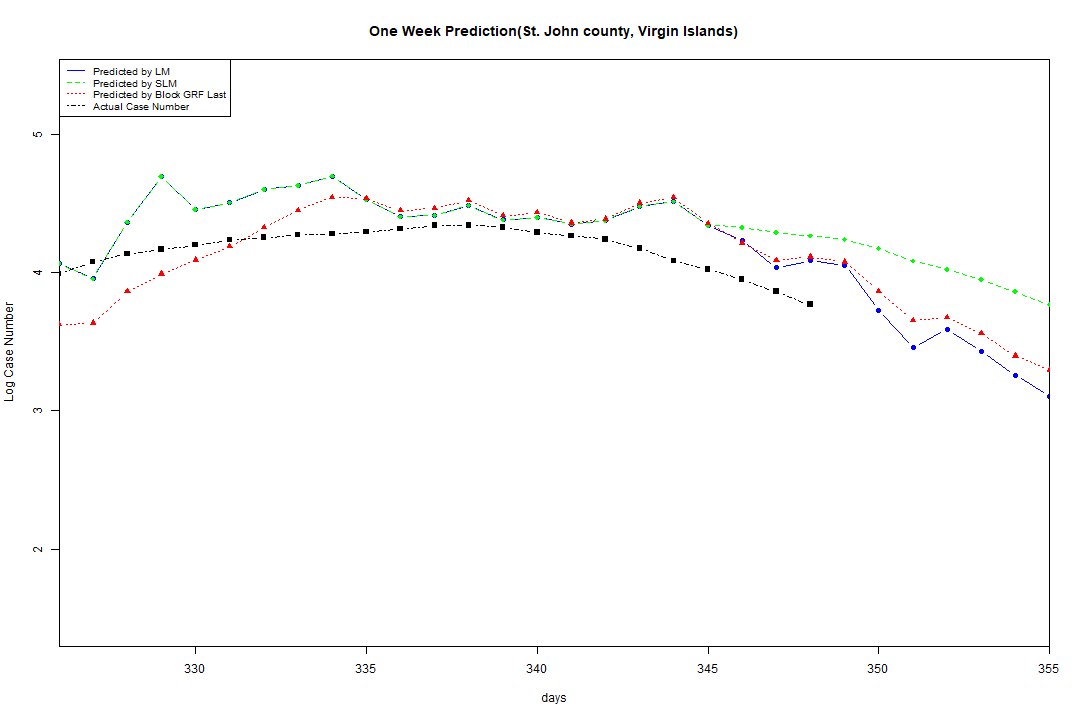 One Week Prediction(St. John county, Virgin Islands)
Predicted by LM
Predicted by SLM
Predicted by Block GRF Last
Actual Case Number
5
4
3
2
Log Case Number
330 335 340 345 350 355
days